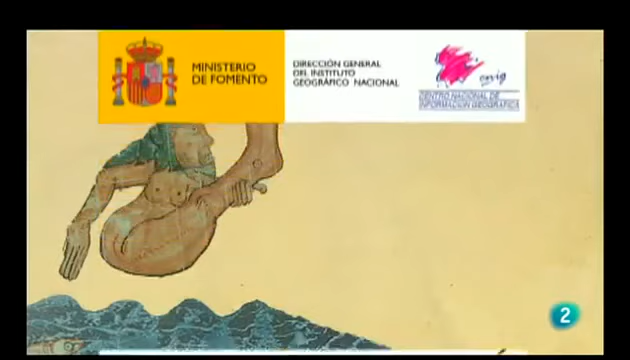 MINISTERIO
DE FOMENTO
DIRECCIÓN GENERAL
DEL INSTITUTO
GEOGRÁFICO NACIONAL
cnig
CENTRO NACIONAL DE
INFORMACIÓN GEOGRÁFICA
2